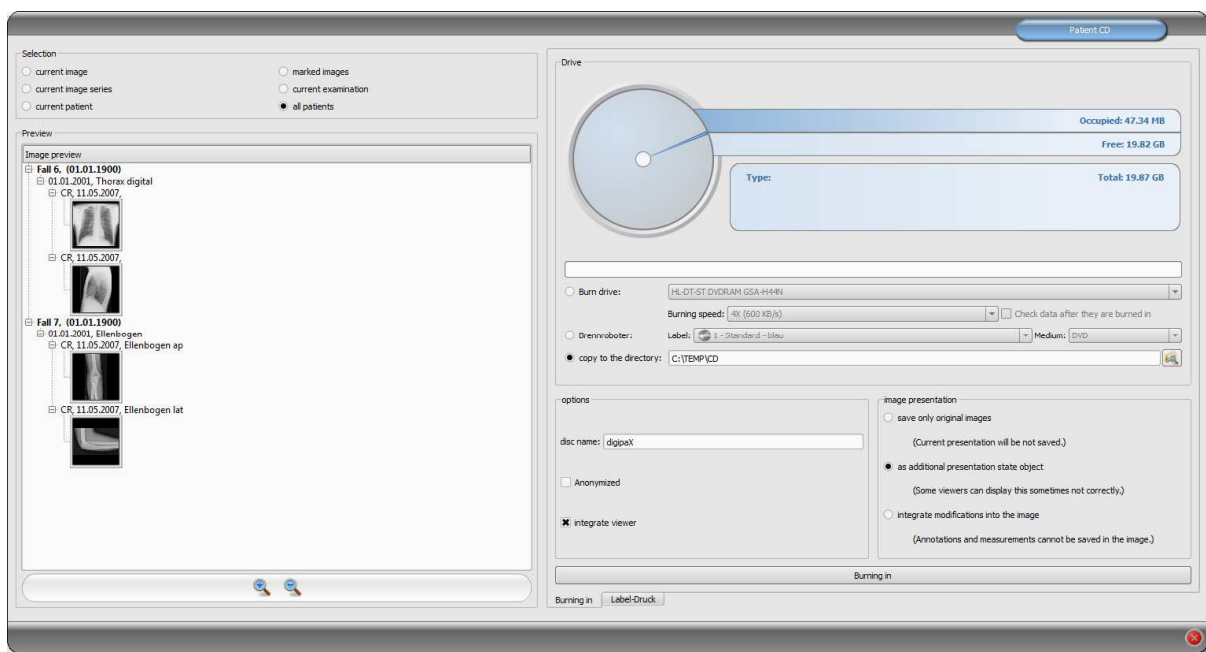 Patient CD
Selection
current image
marked images
current image series
current examination
current patient
all patients
Preview
Image preview
Fall 6, (01.01.1900)
01.01.2001, Thorax digital
CR, 11.05.2007,
CR, 11.05.2007,
Fall 7, (01.01.1900)
01.01.2001, Ellenbogen
CR, 11.05.2007, Ellenbogen ap
CR, 11.05.2007, Ellenbogen lat
Drive
Occupied: 47.34 MB
Free: 19.82 GB
Type: Total: 19.87 GB
Burn drive: HL-DT-ST DVDRAM GSA-H44N
Burning speed: 4X (600 KB/s) Check data after they are burned in
Drennroboter: Label: 1 - Standard - blau Medium: DVD
copy to the directory: C:\TEMP\CD
options
disc name: digipaX
Anonymized
integrate viewer
image presentation
save only original images
(Current presentation will be not saved.)
as additional presentation state object
(Some viewers can display this sometimes not correctly.)
integrate modifications into the image
(Annotations and measurements cannot be saved in the image.)
Burning in
Burning in Label-Druck